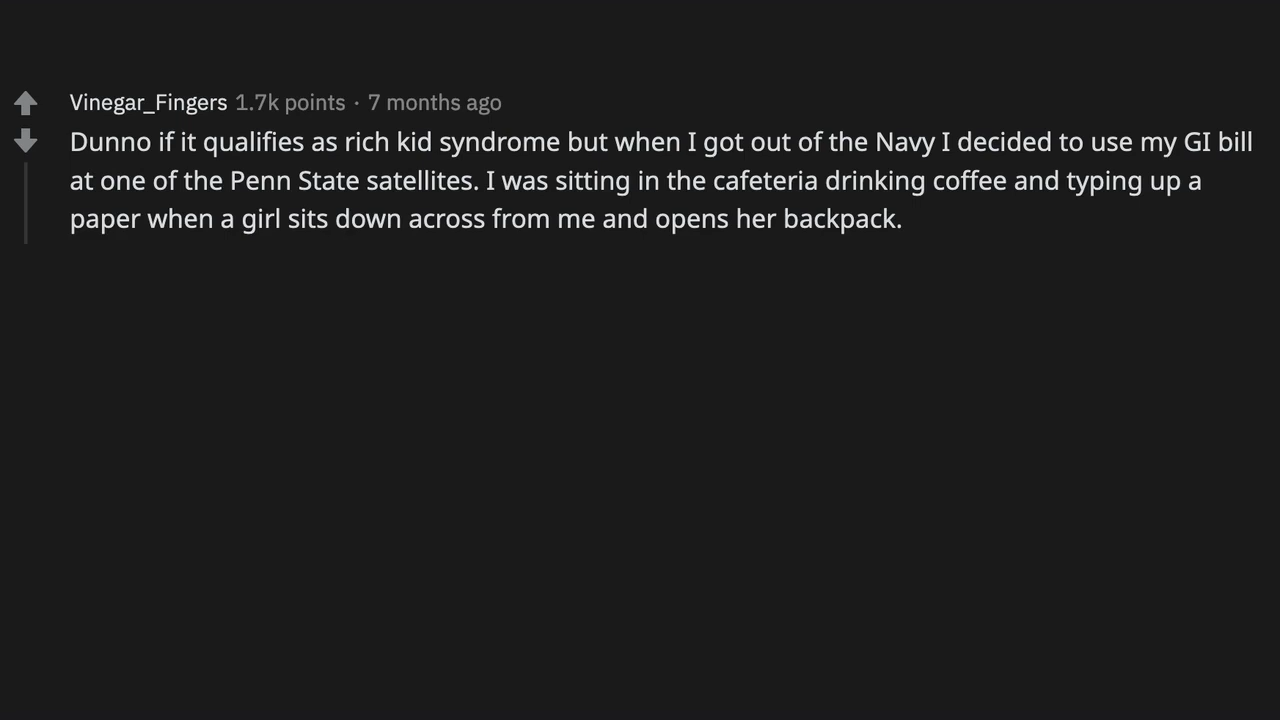 Vinegar_Fingers 1.7k points · 7 months ago
Dunno if it qualifies as rich kid syndrome but when I got out of the Navy I decided to use my GI bill
at one of the Penn State satellites. I was sitting in the cafeteria drinking coffee and typing up a
paper when a girl sits down across from me and opens her backpack.